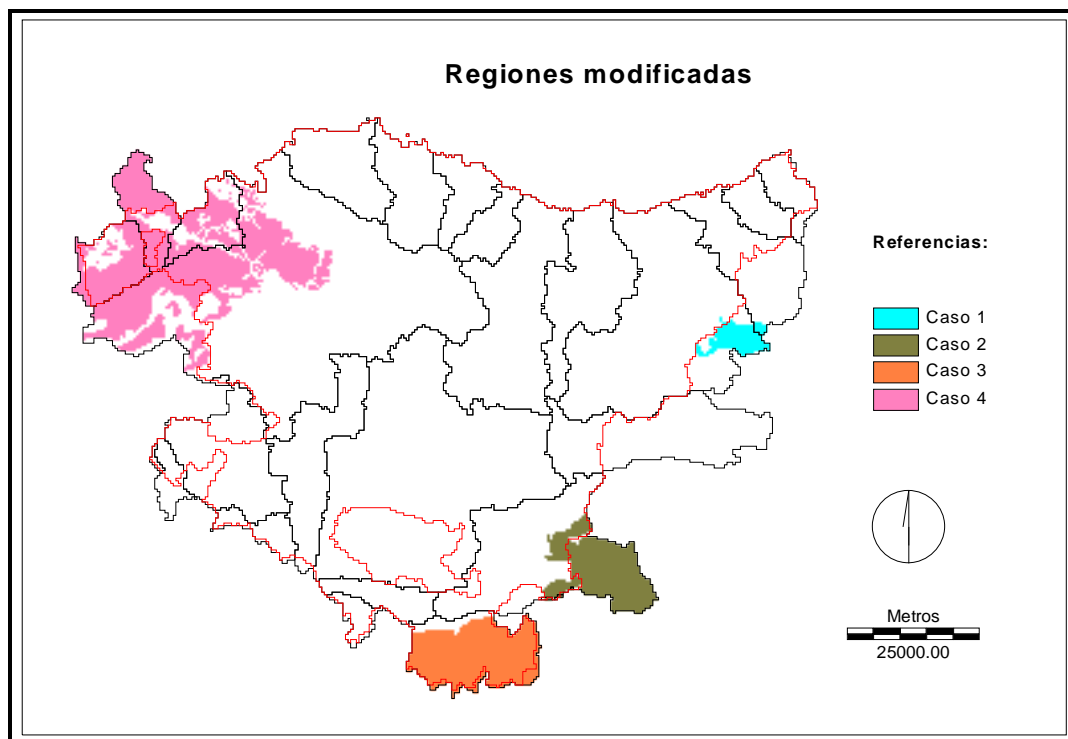 Regiones modificadas
Referencias:
Caso 1
Caso 2
Caso 3
Caso 4
Metros
25000.00